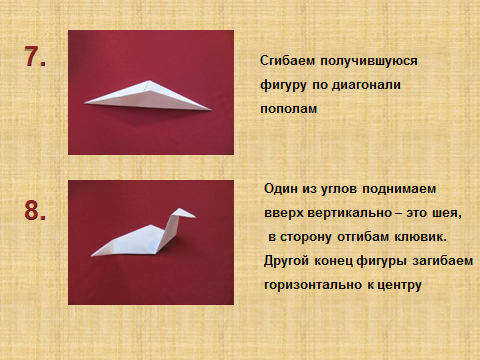 7.
Сгибаем получившуюся
фигуру по диагонали
пополам
8.
Один из углов поднимаем
вверх вертикально – это шея,
в сторону отгибам клювик.
Другой конец фигуры загибаем
горизонтально к центру